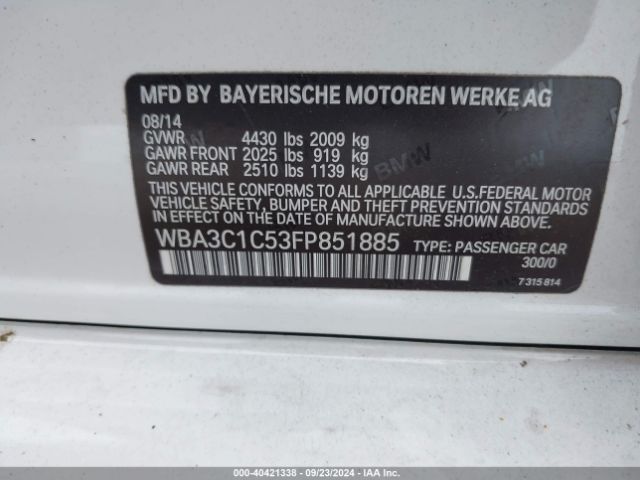 MFD BY BAYERISCHE MOTOREN WERKE AG
08/14
GVWR 4430 lbs 2009 kg
GAWR FRONT 2025 lbs 919 kg
GAWR REAR 2510 lbs 1139 kg
THIS VEHICLE CONFORMS TO ALL APPLICABLE U.S.FEDERAL MOTOR
VEHICLE SAFETY, BUMPER AND THEFT PREVENTION
STANDARDS IN EFFECT ON THE DATE OF MANUFACTURE SHOWN ABOVE.
WBA3C1C53FP851885 TYPE: PASSENGER CAR
300/0
7 315 814
000-40421338 - 09/23/2024 - IAA Inc.